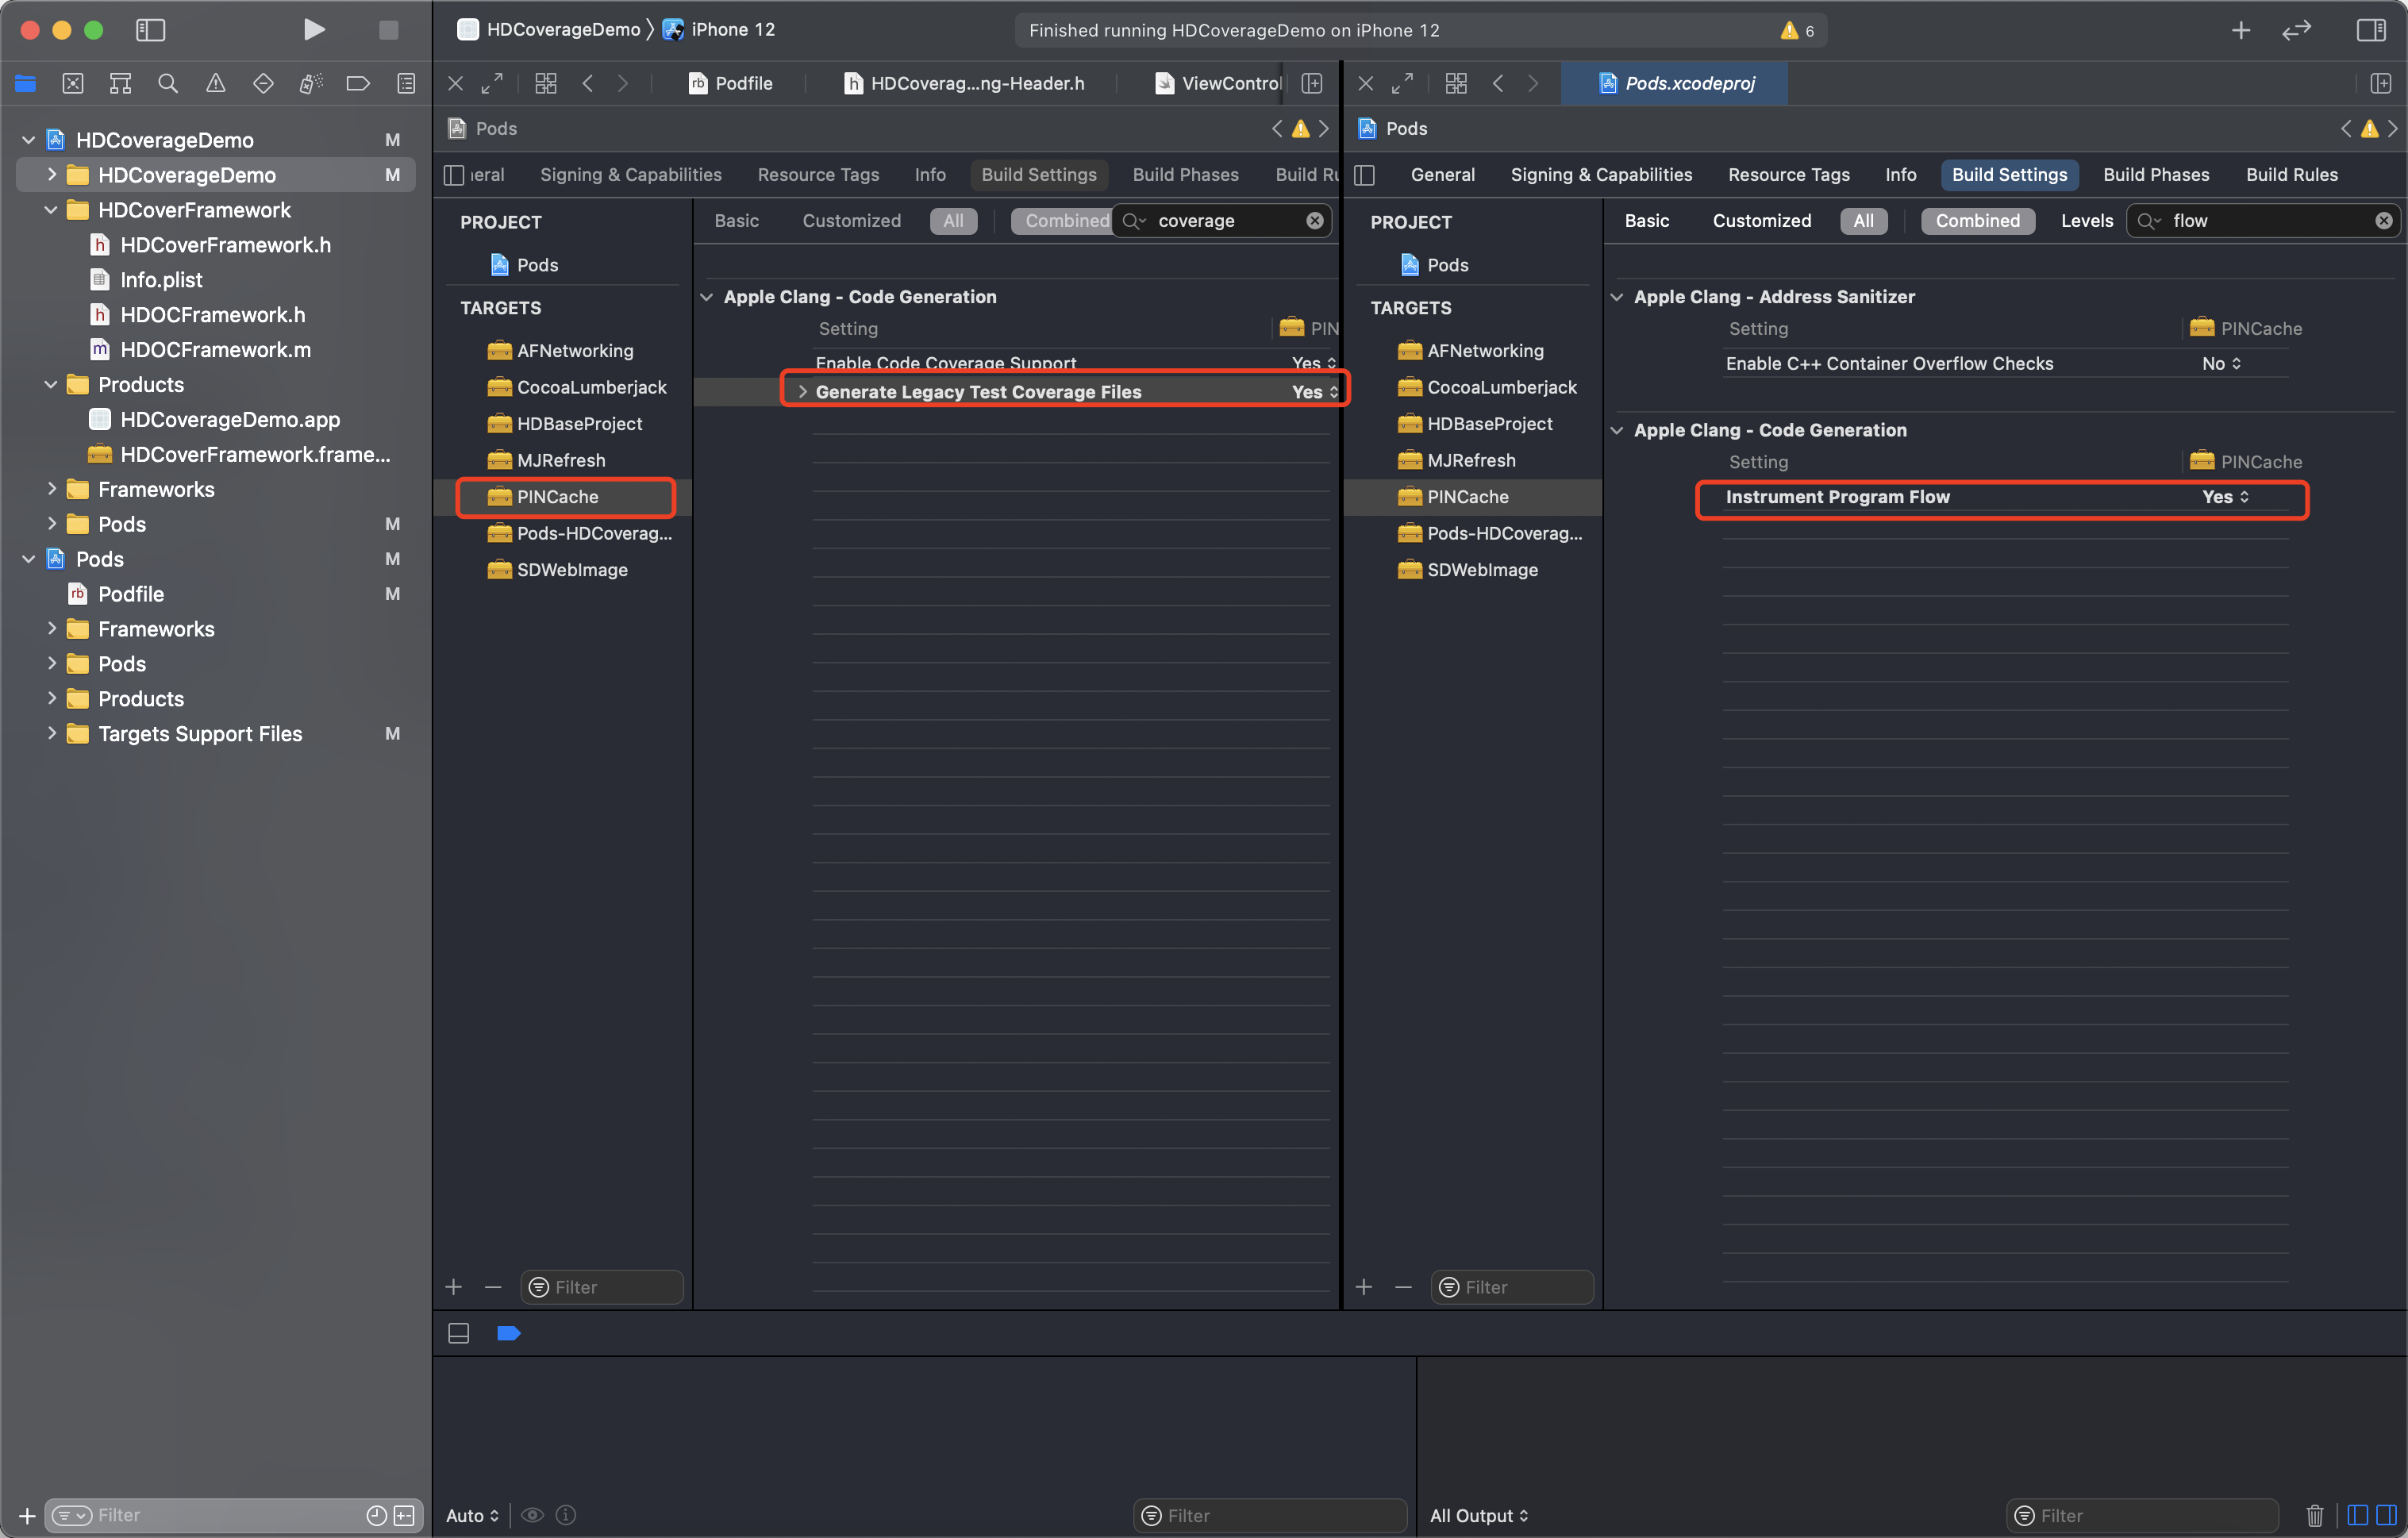 HDCoverageDemo
iPhone 12
Finished running HDCoverageDemo on iPhone 12
6
rb
Podfile
h
HDCoverag...ng-Header.h
ViewControl
Pods.xcodeproj
HDCoverageDemo
M
HDCoverageDemo
M
HDCoverFramework
h
HDCoverFramework.h
Info.plist
h
HDOCFramework.h
m
HDOCFramework.m
Products
HDCoverageDemo.app
HDCoverFramework.frame...
Frameworks
Pods
M
Pods
M
rb
Podfile
M
Frameworks
Pods
Products
Targets Support Files
M
Filter
Pods
eral
Signing & Capabilities
Resource Tags
Info
Build Settings
Build Phases
Build Ru
PROJECT
Pods
TARGETS
AFNetworking
CocoaLumberjack
HDBaseProject
MJRefresh
PINCache
Pods-HDCoverag...
SDWebImage
Filter
Basic
Customized
All
Combined
coverage
Apple Clang - Code Generation
Setting
PIN
Enable Code Coverage Support
Yes
Generate Legacy Test Coverage Files
Yes
Pods
General
Signing & Capabilities
Resource Tags
Info
Build Settings
Build Phases
Build Rules
PROJECT
Pods
TARGETS
AFNetworking
CocoaLumberjack
HDBaseProject
MJRefresh
PINCache
Pods-HDCoverag...
SDWebImage
Filter
Basic
Customized
All
Combined
Levels
flow
Apple Clang - Address Sanitizer
Setting
PINCache
Enable C++ Container Overflow Checks
No
Apple Clang - Code Generation
Setting
PINCache
Instrument Program Flow
Yes
Auto
Filter
All Output
Filter